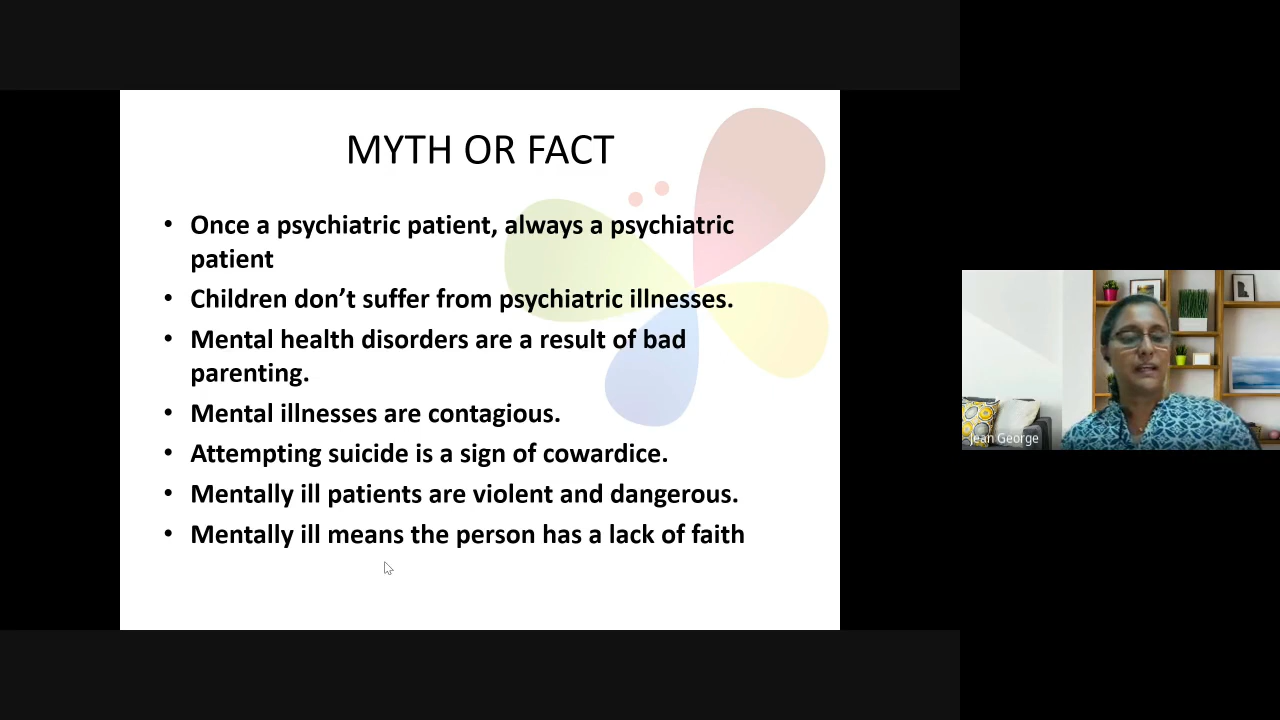 MYTH OR FACT
• Once a psychiatric patient, always a psychiatric
patient
• Children don’t suffer from psychiatric illnesses.
• Mental health disorders are a result of bad
parenting.
• Mental illnesses are contagious.
• Attempting suicide is a sign of cowardice.
• Mentally ill patients are violent and dangerous.
• Mentally ill means the person has a lack of faith
Jean George